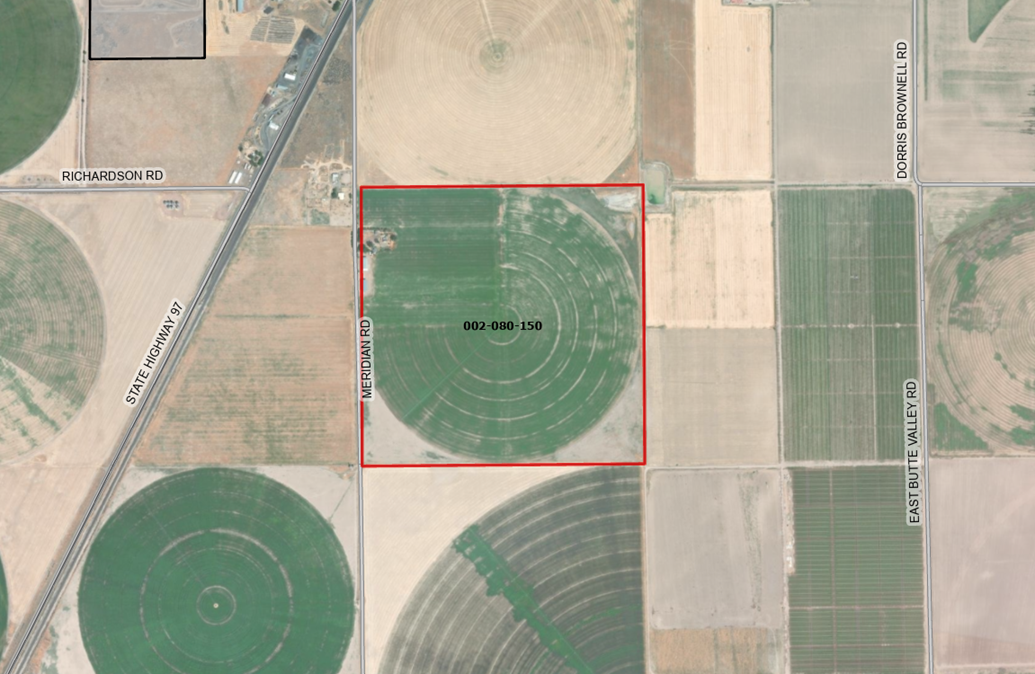 DORRIS BROWNELL RD
RICHARDSON RD
STATE HIGHWAY 97
MERIDIAN RD
002-080-150
EAST BUTTE VALLEY RD